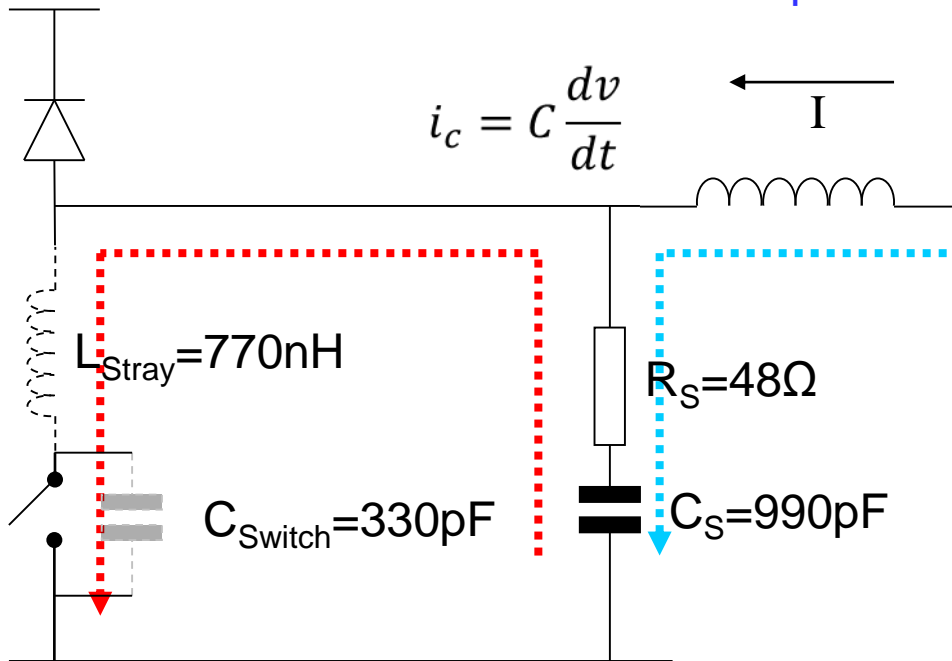 i_c = C dv/dt
I
L_Stray=770nH
R_S=48Ω
C_Switch=330pF
C_S=990pF